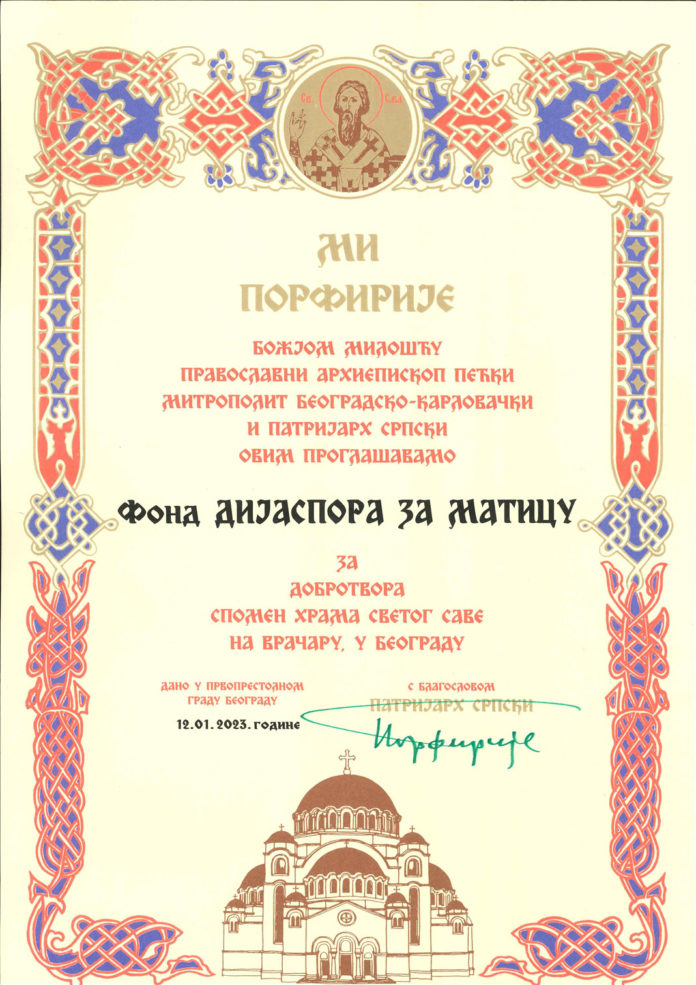 Св. Сава
МИ
ПОРФИРИЈЕ
БОЖЈОМ МИЛОШЋУ
ПРАВОСЛАВНИ АРХИЕПИСКОП ПЕЋКИ
МИТРОПОЛИТ БЕОГРАДСКО-КАРЛОВАЧКИ
И ПАТРИЈАРХ СРПСКИ
ОВИМ ПРОГЛАШАВАМО
Фонд ДИЈАСПОРА ЗА МАТИЦУ
ЗА
ДОБРОТВОРА
СПОМЕН ХРАМА СВЕТОГ САВЕ
НА ВРАЧАРУ, У БЕОГРАДУ
ДАНО У ПРВОПРЕСТОЛНОМ
ГРАДУ БЕОГРАДУ
12.01.2023. године
С БЛАГОСЛОВОМ
ПАТРИЈАРХ СРПСКИ
Порфирије